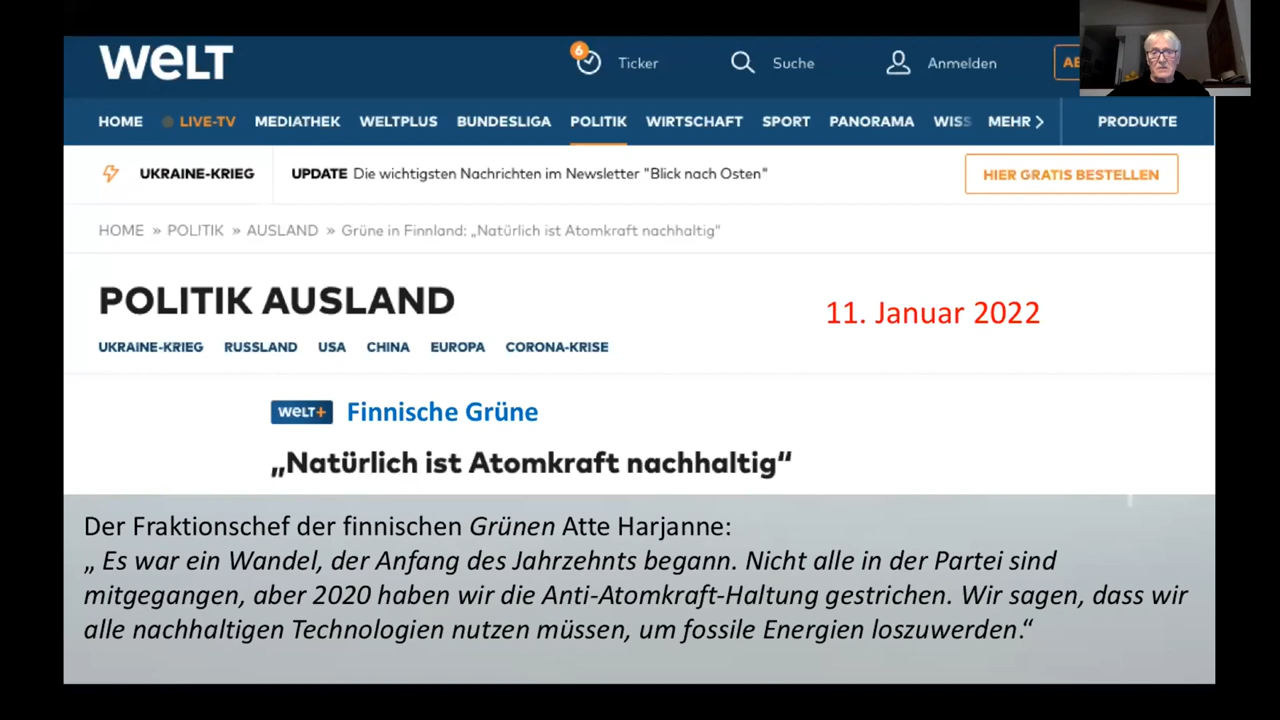 WELT
6
Ticker
Suche
Anmelden
HOME LIVE-TV MEDIATHEK WELTPLUS BUNDESLIGA POLITIK WIRTSCHAFT SPORT PANORAMA WISS MEHR PRODUKTE
UKRAINE-KRIEG UPDATE Die wichtigsten Nachrichten im Newsletter "Blick nach Osten" HIER GRATIS BESTELLEN
HOME » POLITIK » AUSLAND » Grüne in Finnland: „Natürlich ist Atomkraft nachhaltig“
POLITIK AUSLAND
11. Januar 2022
UKRAINE-KRIEG RUSSLAND USA CHINA EUROPA CORONA-KRISE
WELT+ Finnische Grüne
„Natürlich ist Atomkraft nachhaltig“
Der Fraktionschef der finnischen Grünen Atte Harjanne:
„ Es war ein Wandel, der Anfang des Jahrzehnts begann. Nicht alle in der Partei sind
mitgegangen, aber 2020 haben wir die Anti-Atomkraft-Haltung gestrichen. Wir sagen, dass wir
alle nachhaltigen Technologien nutzen müssen, um fossile Energien loszuwerden.“